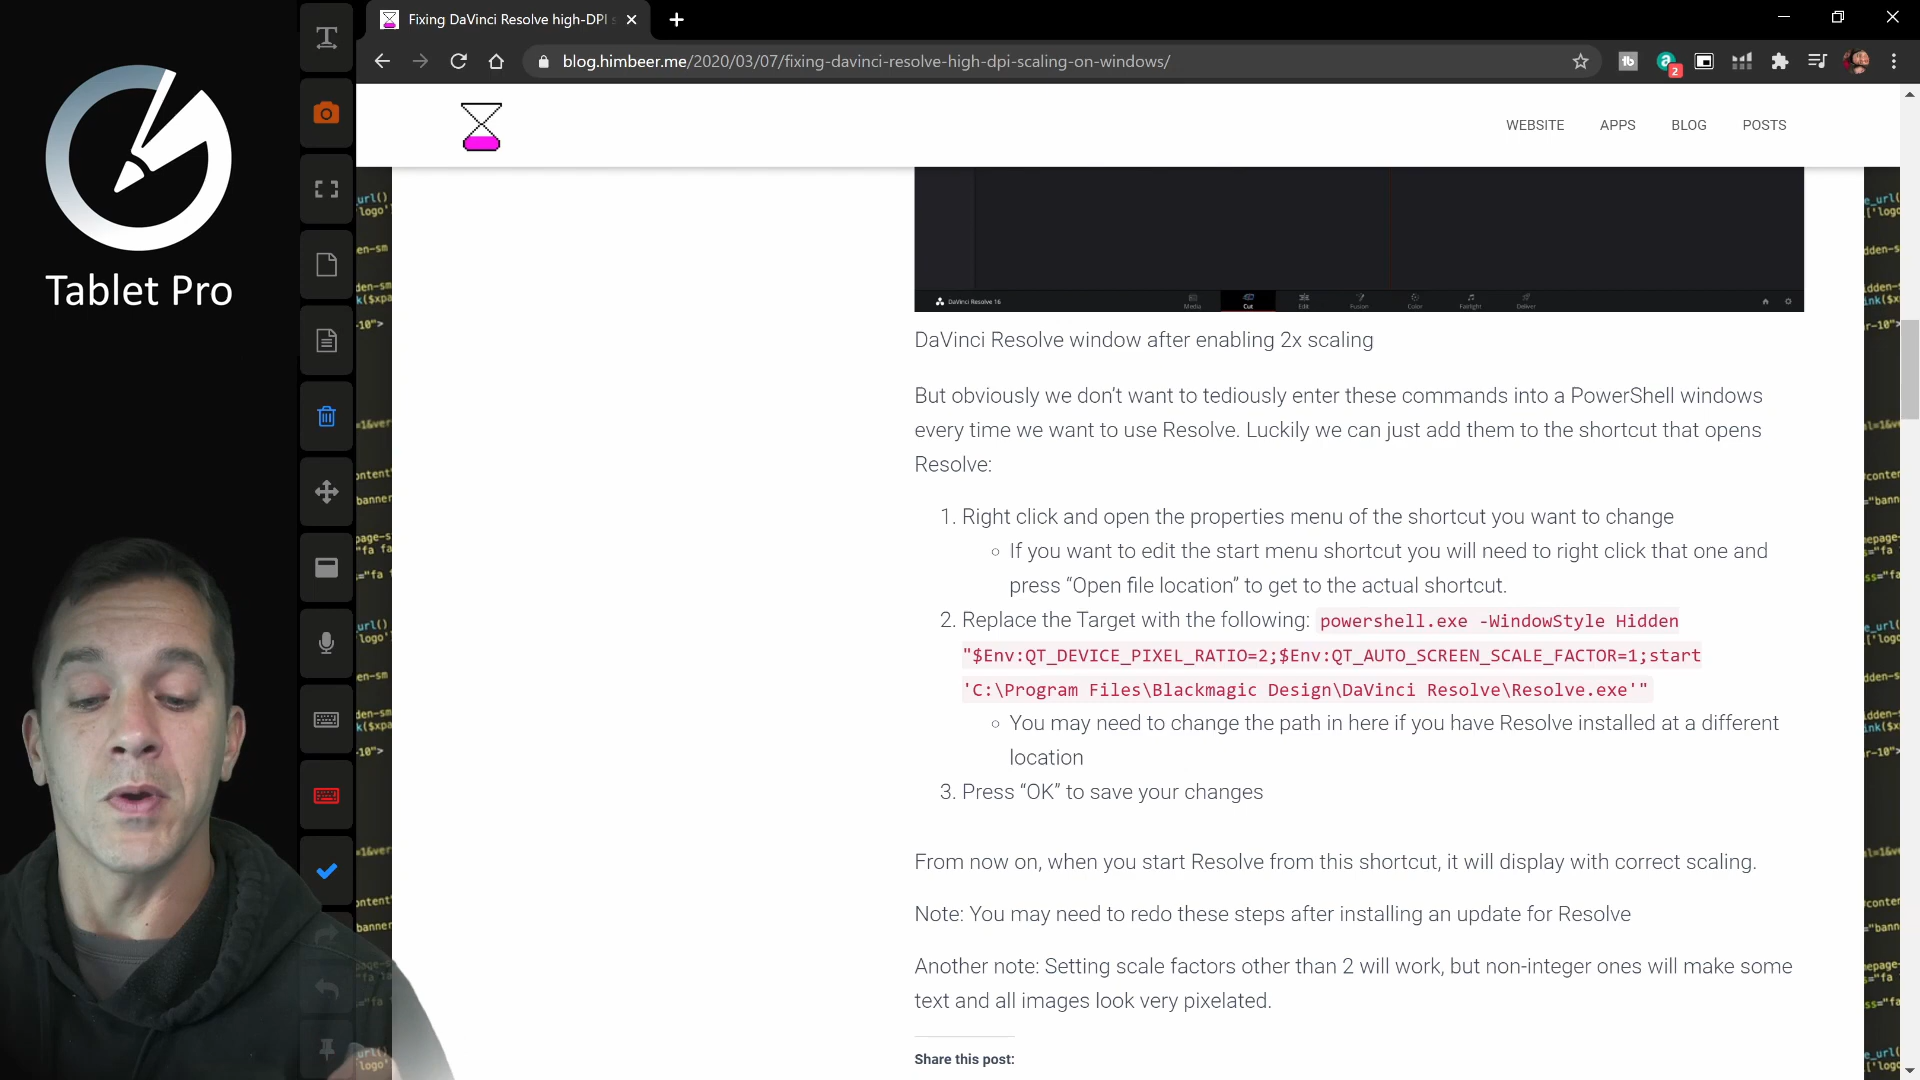 Fixing DaVinci Resolve high-DPI s
blog.himbeer.me/2020/03/07/fixing-davinci-resolve-high-dpi-scaling-on-windows/
2
Tablet Pro
WEBSITE APPS BLOG POSTS
DaVinci Resolve 16 Media Cut Edit Fusion Color Fairlight Deliver
DaVinci Resolve window after enabling 2x scaling
But obviously we don’t want to tediously enter these commands into a PowerShell windows
every time we want to use Resolve. Luckily we can just add them to the shortcut that opens
Resolve:
1. Right click and open the properties menu of the shortcut you want to change
○ If you want to edit the start menu shortcut you will need to right click that one and
press “Open file location” to get to the actual shortcut.
2. Replace the Target with the following: powershell.exe -WindowStyle Hidden
"$Env:QT_DEVICE_PIXEL_RATIO=2;$Env:QT_AUTO_SCREEN_SCALE_FACTOR=1;start
'C:\Program Files\Blackmagic Design\DaVinci Resolve\Resolve.exe'"
○ You may need to change the path in here if you have Resolve installed at a different
location
3. Press “OK” to save your changes
From now on, when you start Resolve from this shortcut, it will display with correct scaling.
Note: You may need to redo these steps after installing an update for Resolve
Another note: Setting scale factors other than 2 will work, but non-integer ones will make some
text and all images look very pixelated.
Share this post: